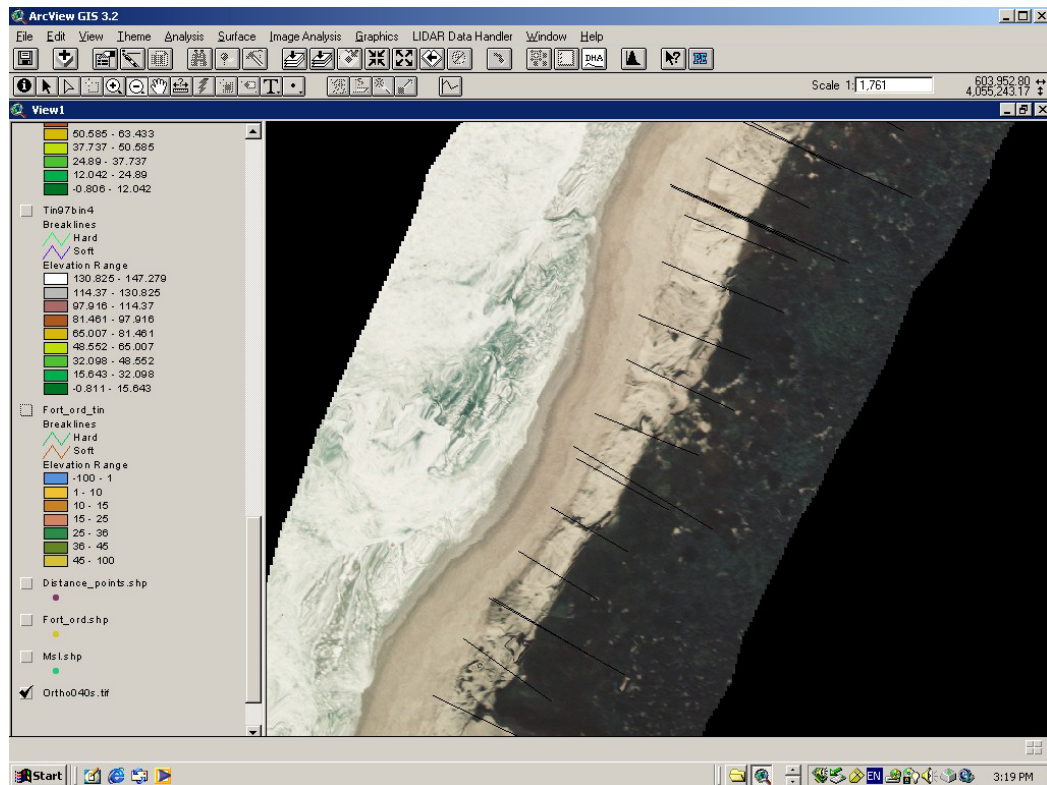 ArcView GIS 3.2
File Edit View Theme Analysis Surface Image Analysis Graphics LIDAR Data Handler Window Help
DHA
Scale 1: 1,761
603,952.80
4,055,243.17
View1
50.585 - 63.433
37.737 - 50.585
24.89 - 37.737
12.042 - 24.89
-0.806 - 12.042
Tin97bin4
Breaklines
Hard
Soft
Elevation Range
130.825 - 147.279
114.37 - 130.825
97.916 - 114.37
81.461 - 97.916
65.007 - 81.461
48.552 - 65.007
32.098 - 48.552
15.643 - 32.098
-0.811 - 15.643
Fort_ord_tin
Breaklines
Hard
Soft
Elevation Range
-100 - 1
1 - 10
10 - 15
15 - 25
25 - 36
36 - 45
45 - 100
Distance_points.shp
Fort_ord.shp
Msl.shp
Ortho040s.tif
Start
EN
3:19 PM